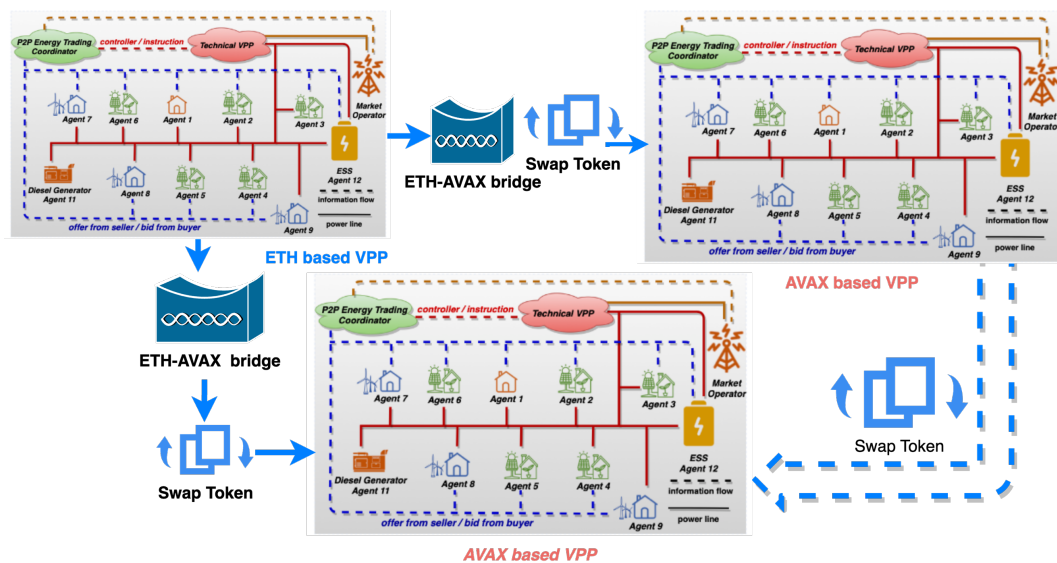 P2P Energy Trading
Coordinator
controller / instruction
Technical VPP
Market
Operator
Agent 7
Agent 6
Agent 1
Agent 2
Agent 3
ESS
Agent 12
Diesel Generator
Agent 11
Agent 8
Agent 5
Agent 4
Agent 9
information flow
power line
offer from seller / bid from buyer
ETH based VPP
ETH-AVAX bridge
Swap Token
P2P Energy Trading
Coordinator
controller / instruction
Technical VPP
Market
Operator
Agent 7
Agent 6
Agent 1
Agent 2
Agent 3
ESS
Agent 12
Diesel Generator
Agent 11
Agent 8
Agent 5
Agent 4
Agent 9
information flow
power line
offer from seller / bid from buyer
AVAX based VPP
ETH-AVAX bridge
Swap Token
P2P Energy Trading
Coordinator
controller / instruction
Technical VPP
Market
Operator
Agent 7
Agent 6
Agent 1
Agent 2
Agent 3
ESS
Agent 12
Diesel Generator
Agent 11
Agent 8
Agent 5
Agent 4
Agent 9
information flow
power line
offer from seller / bid from buyer
AVAX based VPP
Swap Token